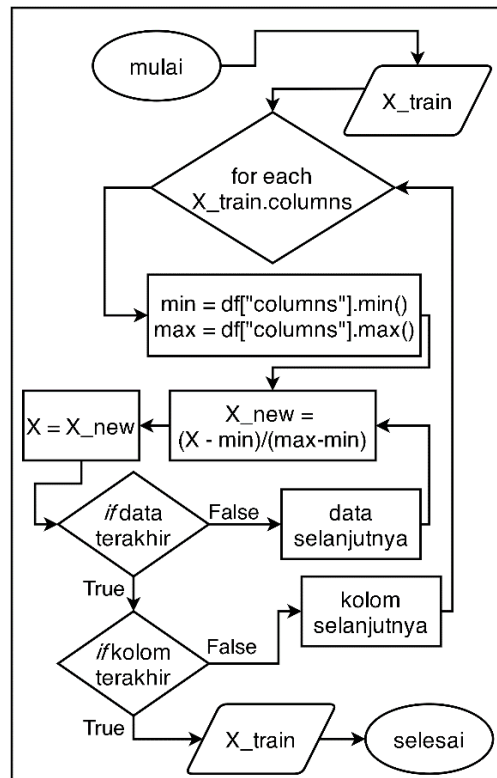 mulai
X_train
for each
X_train.columns
min = df["columns"].min()
max = df["columns"].max()
X_new =
(X - min)/(max-min)
X = X_new
if data
terakhir
False
data
selanjutnya
True
if kolom
terakhir
False
kolom
selanjutnya
True
X_train
selesai